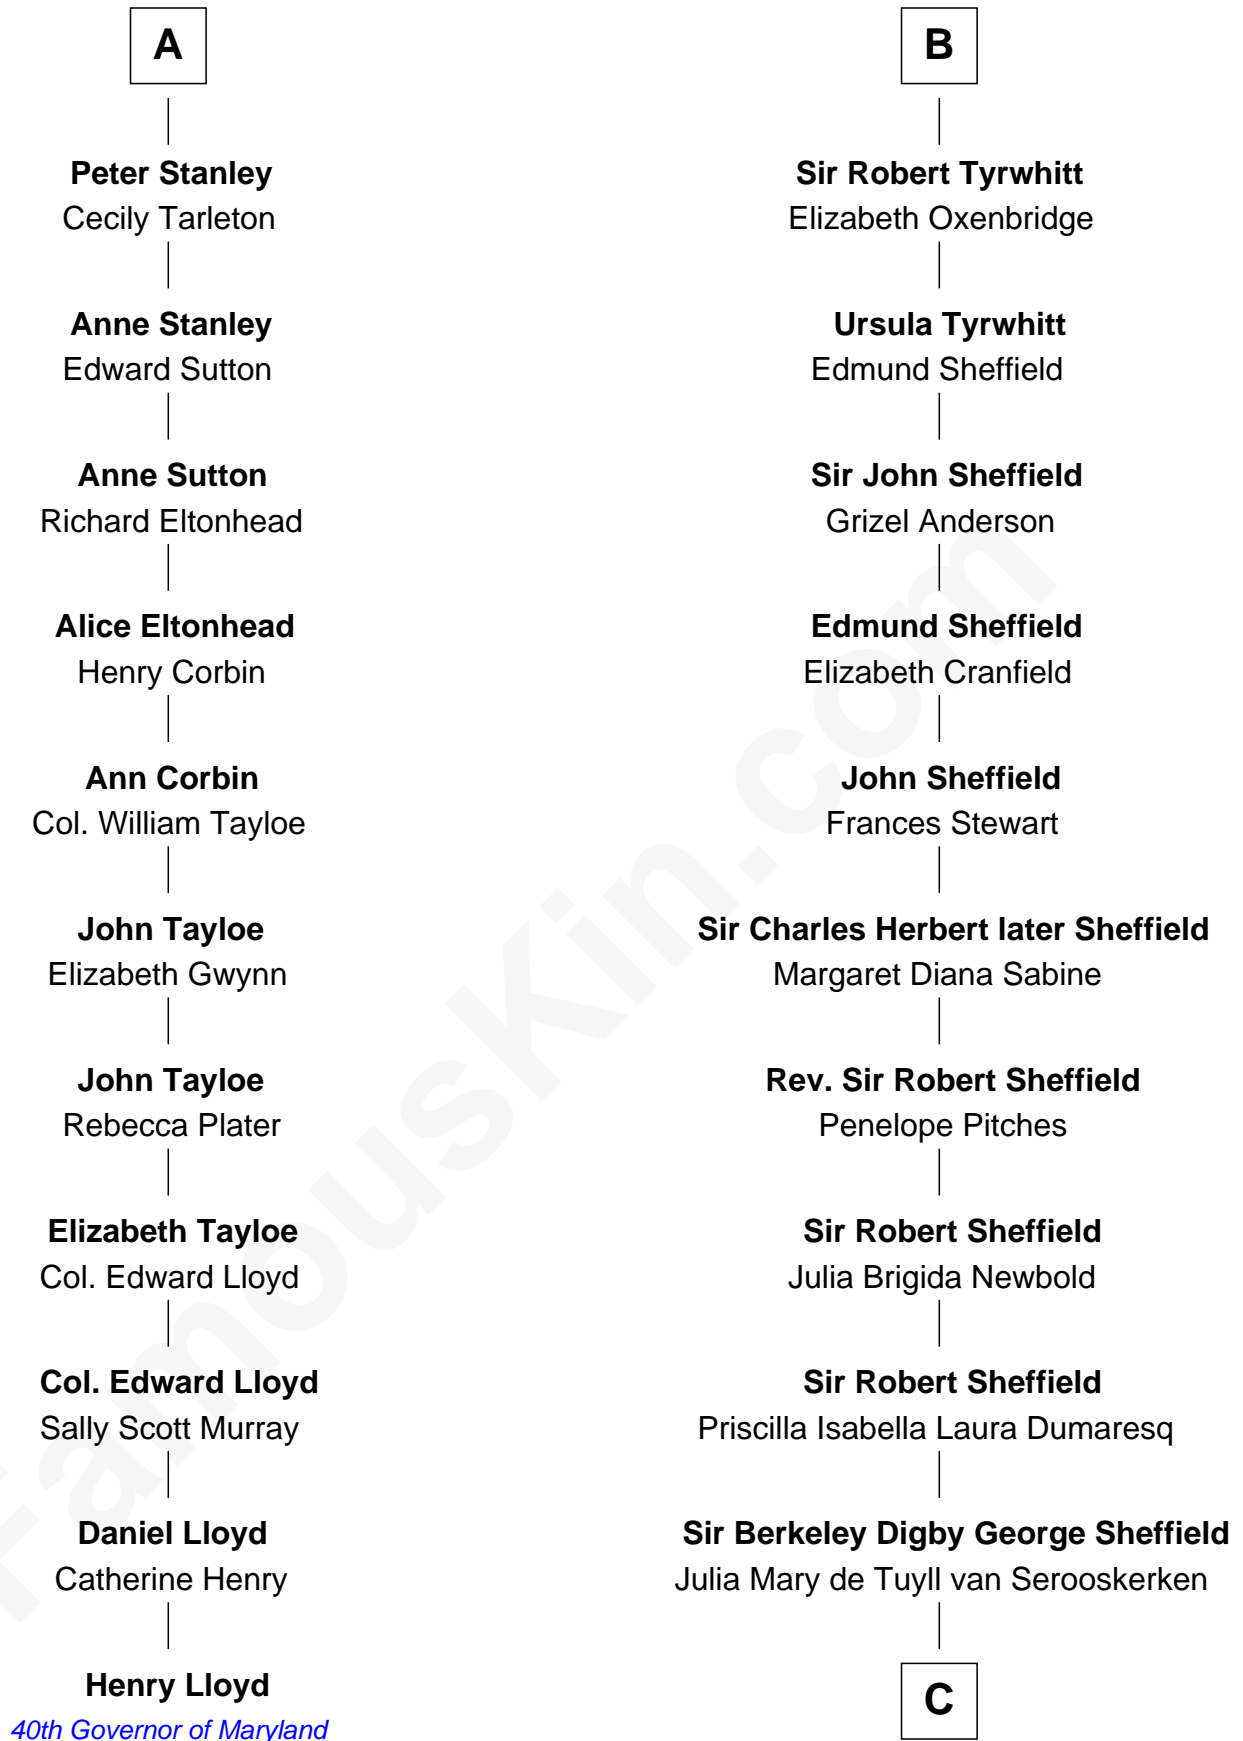 A
Peter Stanley
Cecily Tarleton
Anne Stanley
Edward Sutton
Anne Sutton
Richard Eltonhead
Alice Eltonhead
Henry Corbin
Ann Corbin
Col. William Tayloe
John Tayloe
Elizabeth Gwynn
John Tayloe
Rebecca Plater
Elizabeth Tayloe
Col. Edward Lloyd
Col. Edward Lloyd
Sally Scott Murray
Daniel Lloyd
Catherine Henry
Henry Lloyd
40th Governor of Maryland
B
Sir Robert Tyrwhitt
Elizabeth Oxenbridge
Ursula Tyrwhitt
Edmund Sheffield
Sir John Sheffield
Grizel Anderson
Edmund Sheffield
Elizabeth Cranfield
John Sheffield
Frances Stewart
Sir Charles Herbert later Sheffield
Margaret Diana Sabine
Rev. Sir Robert Sheffield
Penelope Pitches
Sir Robert Sheffield
Julia Brigida Newbold
Sir Robert Sheffield
Priscilla Isabella Laura Dumaresq
Sir Berkeley Digby George Sheffield
Julia Mary de Tuyll van Serooskerken
C
FamousKin.com